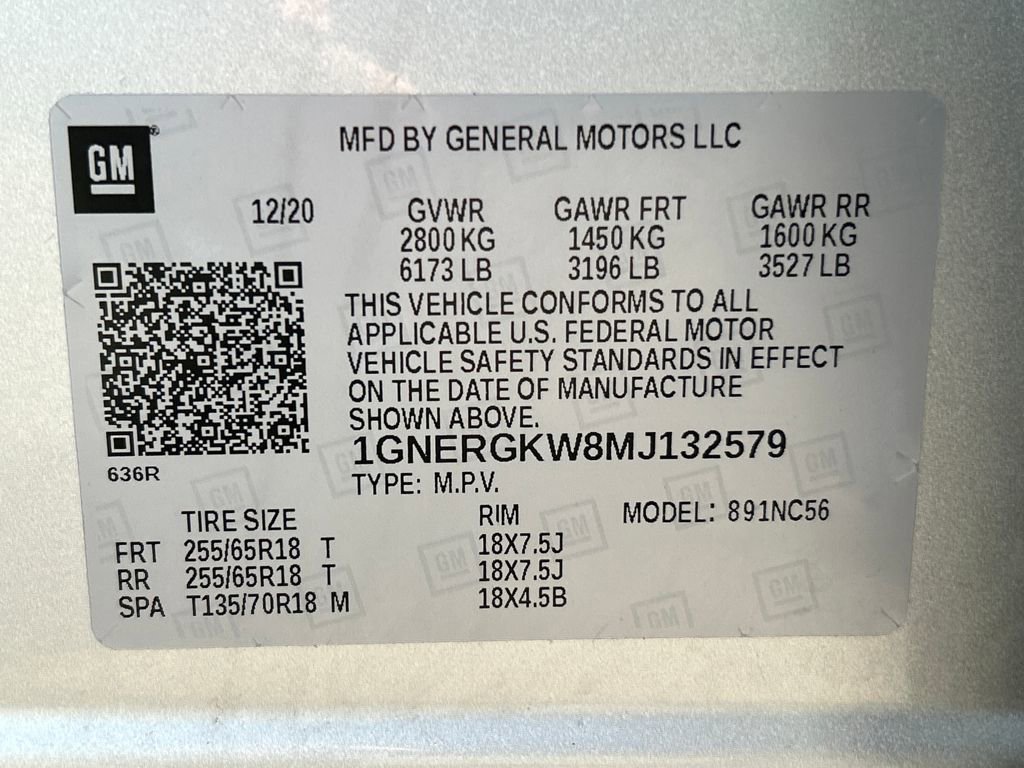 GM
MFD BY GENERAL MOTORS LLC
12/20 GVWR GAWR FRT GAWR RR
2800 KG 1450 KG 1600 KG
6173 LB 3196 LB 3527 LB
THIS VEHICLE CONFORMS TO ALL
APPLICABLE U.S. FEDERAL MOTOR
VEHICLE SAFETY STANDARDS IN EFFECT
ON THE DATE OF MANUFACTURE
SHOWN ABOVE.
1GNERGKW8MJ132579
636R
TYPE: M.P.V.
TIRE SIZE RIM MODEL: 891NC56
FRT 255/65R18 T 18X7.5J
RR 255/65R18 T 18X7.5J
SPA T135/70R18 M 18X4.5B